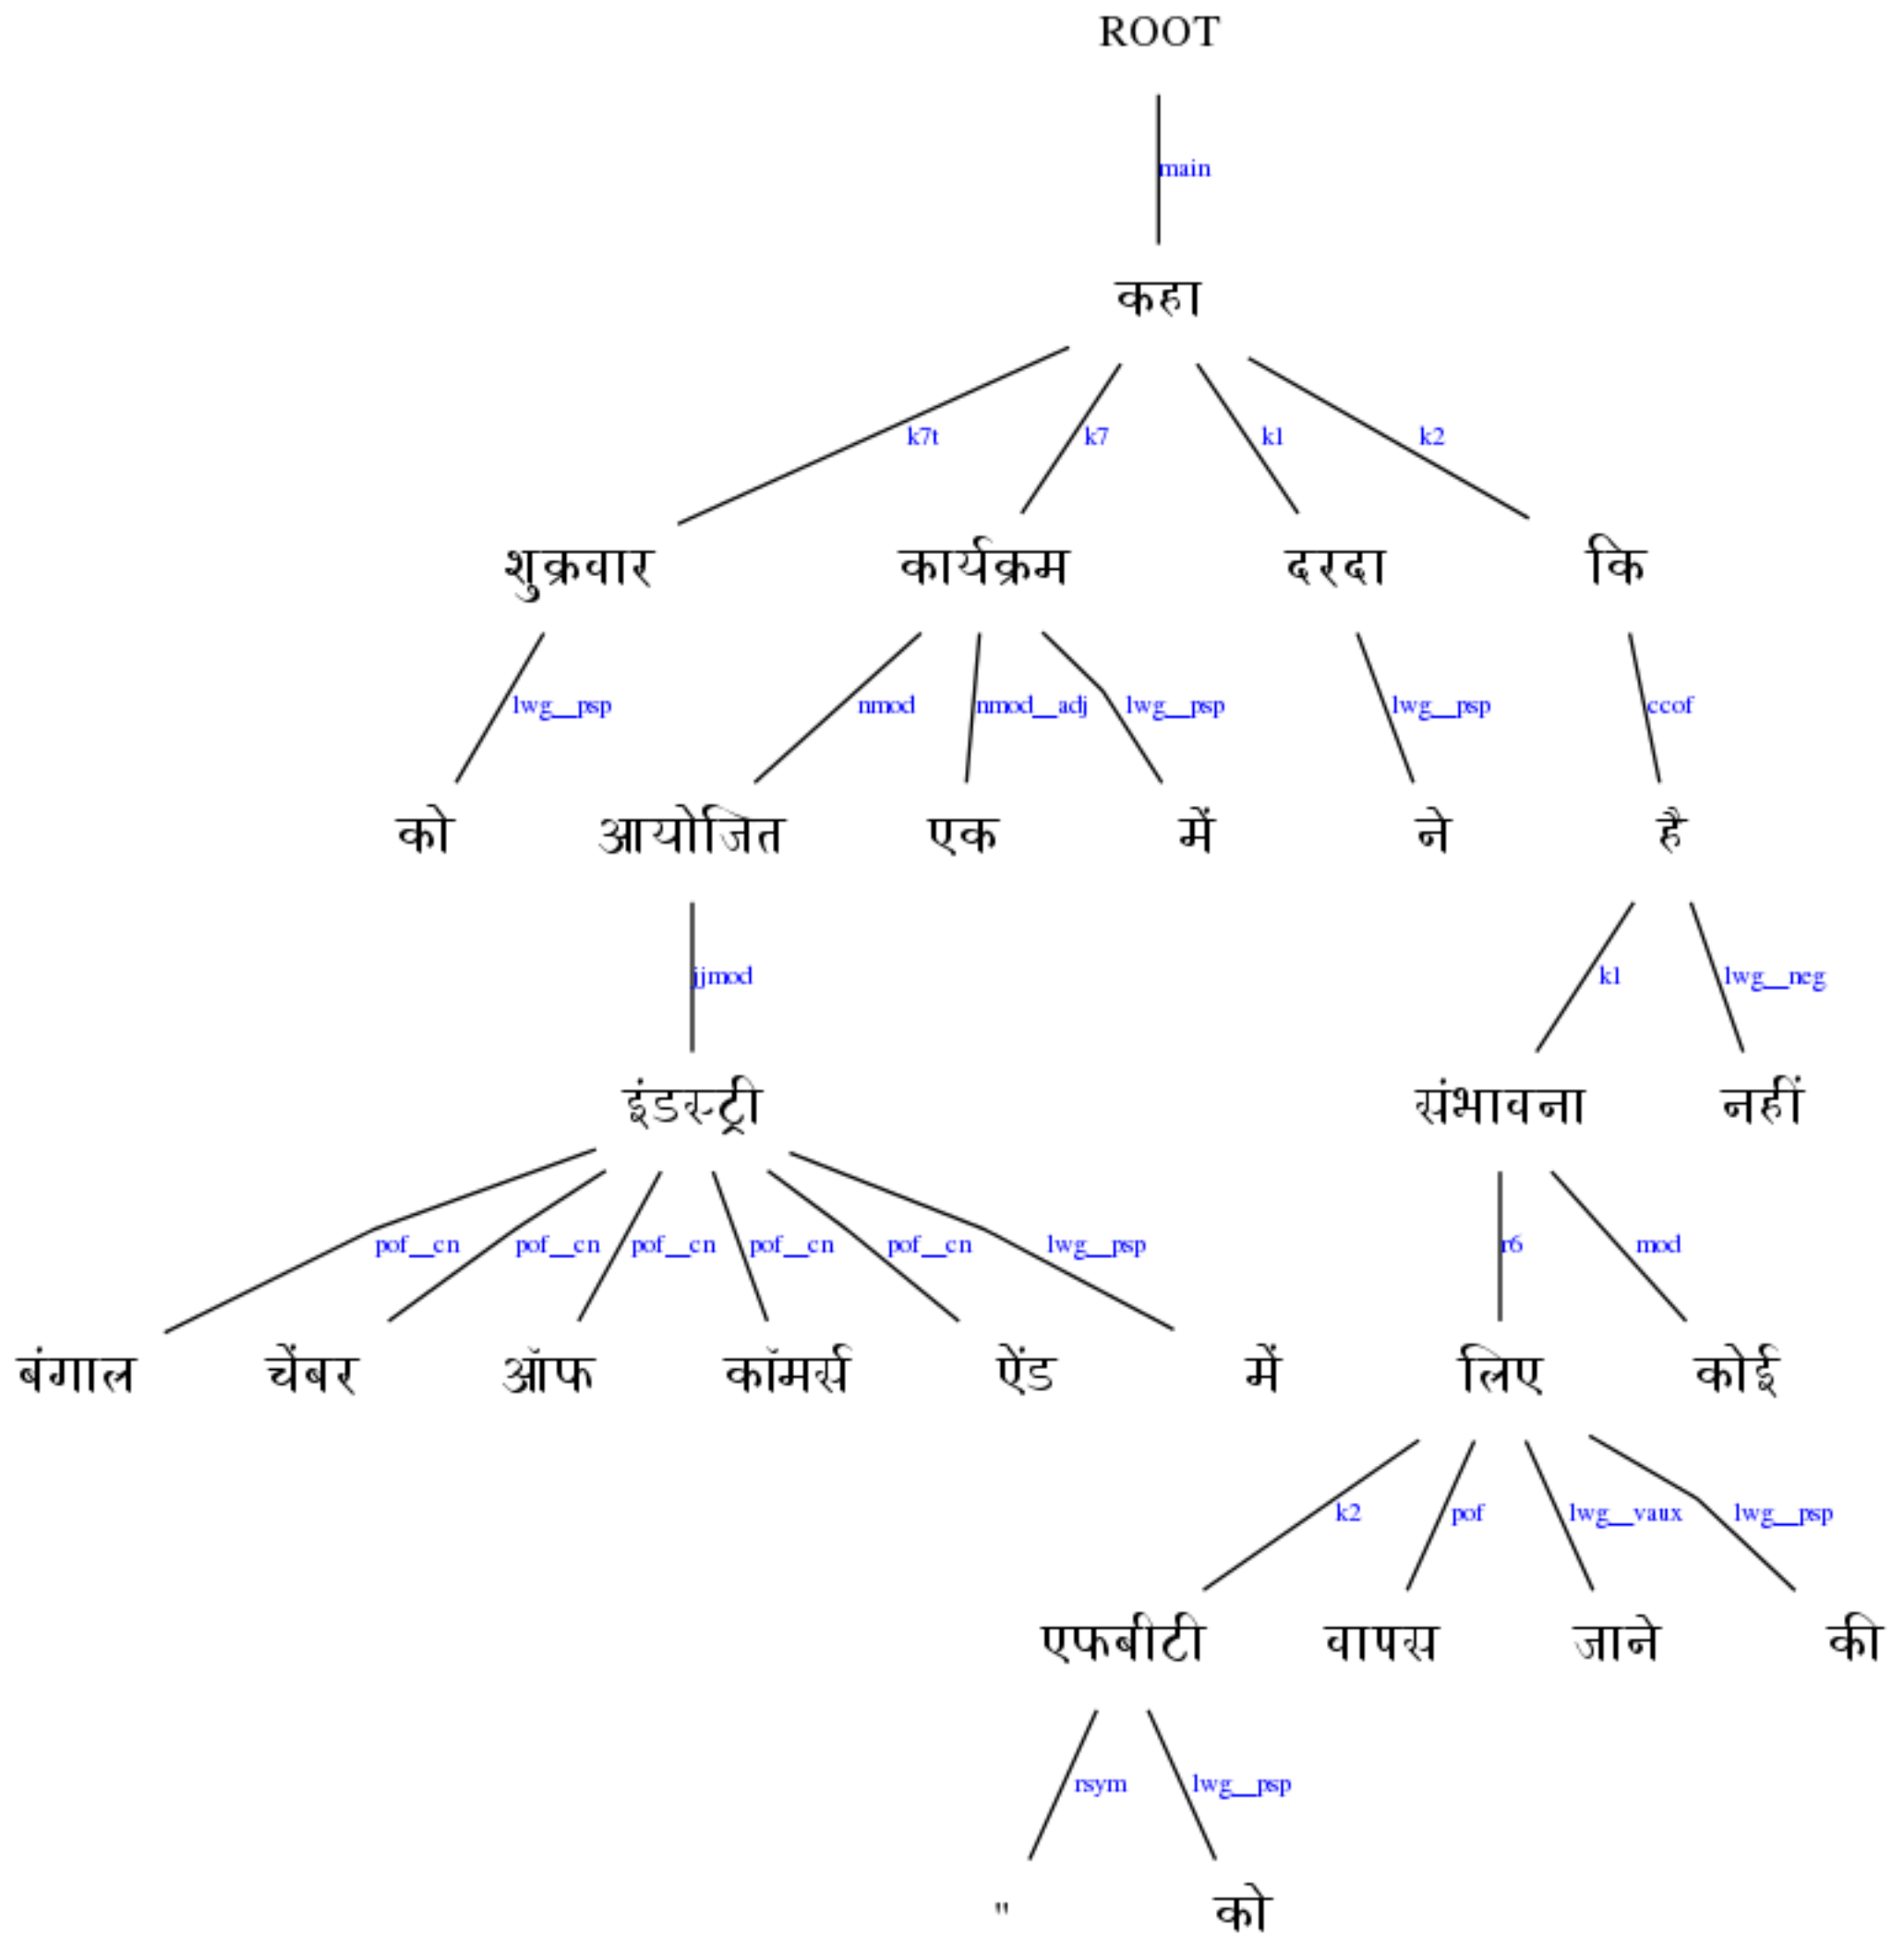 ROOT
main
कहा
k7t k7 k1 k2
शुक्रवार कार्यक्रम दरदा कि
lwg__psp nmod nmod__adj lwg__psp lwg__psp ccof
को आयोजित एक में ने है
jjmod k1 lwg__neg
इंडस्ट्री संभावना नहीं
pof__cn pof__cn pof__cn pof__cn pof__cn lwg__psp r6 mod
बंगाल चेंबर ऑफ कॉमर्स ऐंड में लिए कोई
k2 pof lwg__vaux lwg__psp
एफबीटी वापस जाने की
rsym lwg__psp
" को